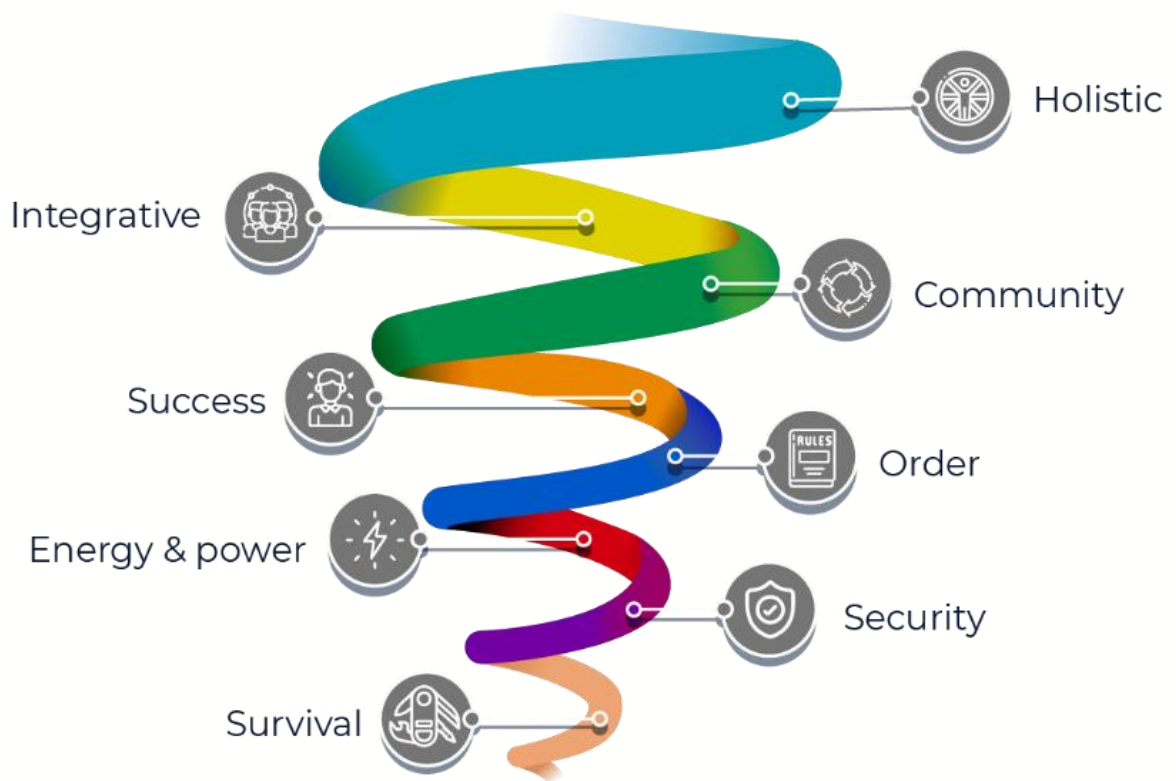 Holistic
Integrative
Community
Success
RULES
Order
Energy & power
Security
Survival